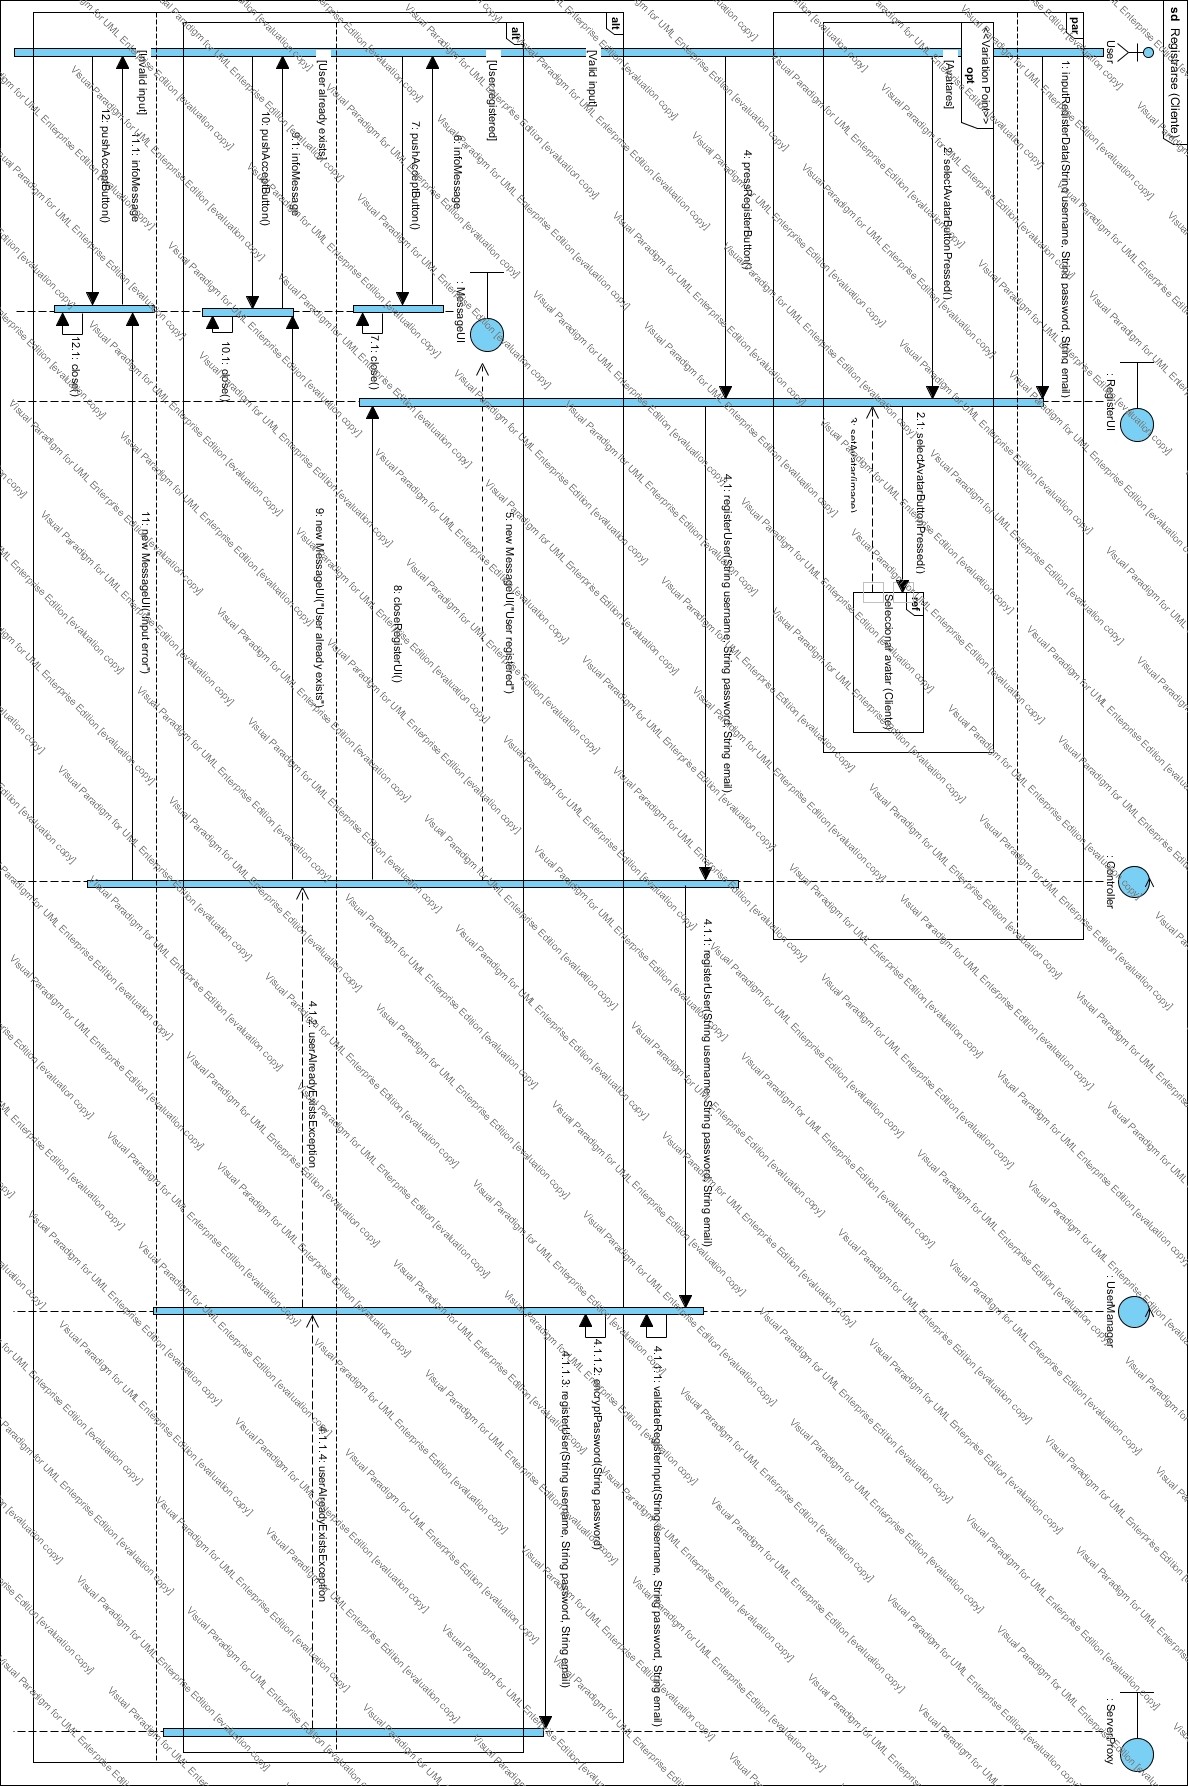 sd Registrarse (Cliente)
User
: RegisterUI
: Controller
: UserManager
: ServerProxy
par
1: inputRegisterData(String username, String password, String email)
<<Variation Point>>
opt
[Avatares]
2: selectAvatarButtonPressed()
2.1: selectAvatarButtonPressed()
ref
Seleccionar avatar (Cliente)
3: setAvatar(image)
4: pressRegisterButton()
4.1: registerUser(String username, String password, String email)
4.1.1: registerUser(String username, String password, String email)
4.1.1.1: validateRegisterInput(String username, String password, String email)
alt
[Valid input]
4.1.1.2: encryptPassword(String password)
4.1.1.3: registerUser(String username, String password, String email)
alt
[User registered]
5: new MessageUI("User registered")
: MessageUI
6: infoMessage
7: pushAcceptButton()
7.1: close()
8: closeRegisterUI()
[User already exists]
4.1.1.4: userAlreadyExistsException
4.1.2: userAlreadyExistsException
9: new MessageUI("User already exists")
9.1: infoMessage
10: pushAcceptButton()
10.1: close()
[Invalid input]
11: new MessageUI("Input error")
11.1: infoMessage
12: pushAcceptButton()
12.1: close()
Visual Paradigm for UML Enterprise Edition [evaluation copy]